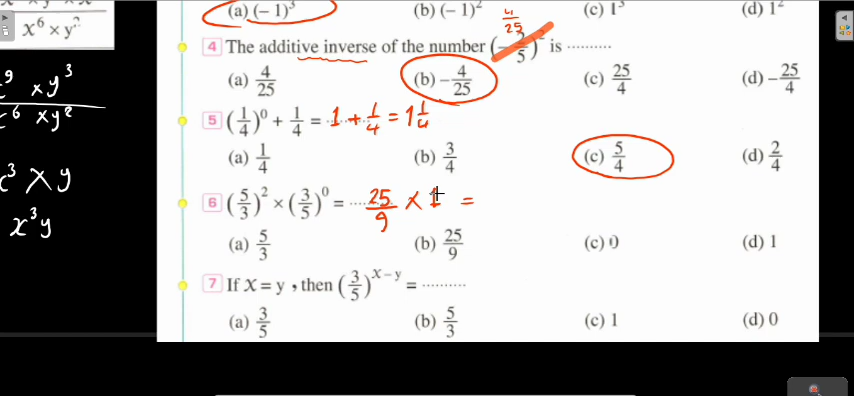 (a) (−1)³ (b) (−1)² (c) 1³ (d) 1²
x⁶ × y²
4 The additive inverse of the number (−2/5)² is ..........
4/25
(a) 4/25 (b) −4/25 (c) 25/4 (d) −25/4
x y³
x y²
5 (1/4)⁰ + 1/4 = 1 + 1/4 = 1 1/4
(a) 1/4 (b) 3/4 (c) 5/4 (d) 2/4
x y
x³y
6 (5/3)² × (3/5)⁰ = 25/9 × 1 =
(a) 5/3 (b) 25/9 (c) 0 (d) 1
7 If X = y , then (3/5)ˣ⁻ʸ = ..........
(a) 3/5 (b) 5/3 (c) 1 (d) 0